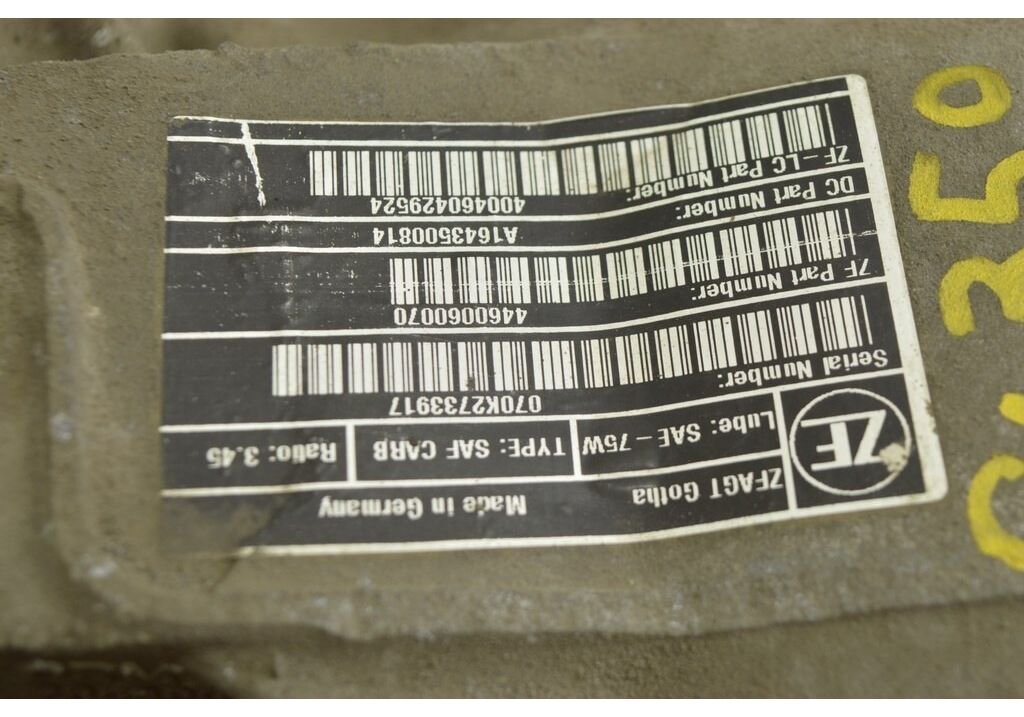 ZFAGT Gotha Made in Germany
ZF
Lube: SAE-75W TYPE: SAF CARB Ratio: 3.45
Serial Number: 070K2733917
ZF Part Number: 4460060070
DC Part Number: A1643500814
ZF-LC Part Number: 400460429524
350